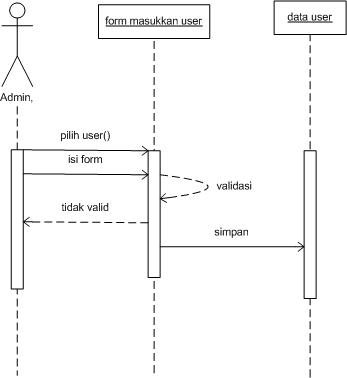 form masukkan user
data user
Admin,
pilih user()
isi form
validasi
tidak valid
simpan